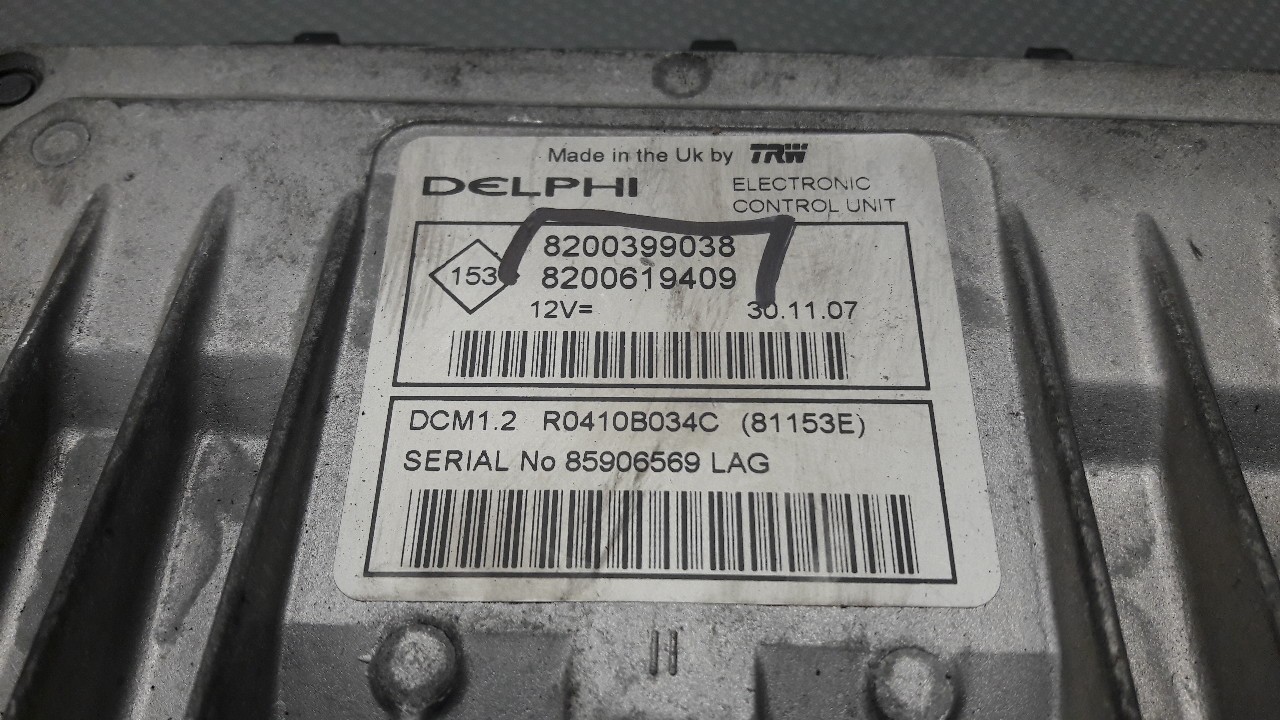 Made in the Uk by TRW
DELPHI
ELECTRONIC
CONTROL UNIT
153
8200399038
8200619409
12V=
30.11.07
DCM1.2 R0410B034C (81153E)
SERIAL No 85906569 LAG